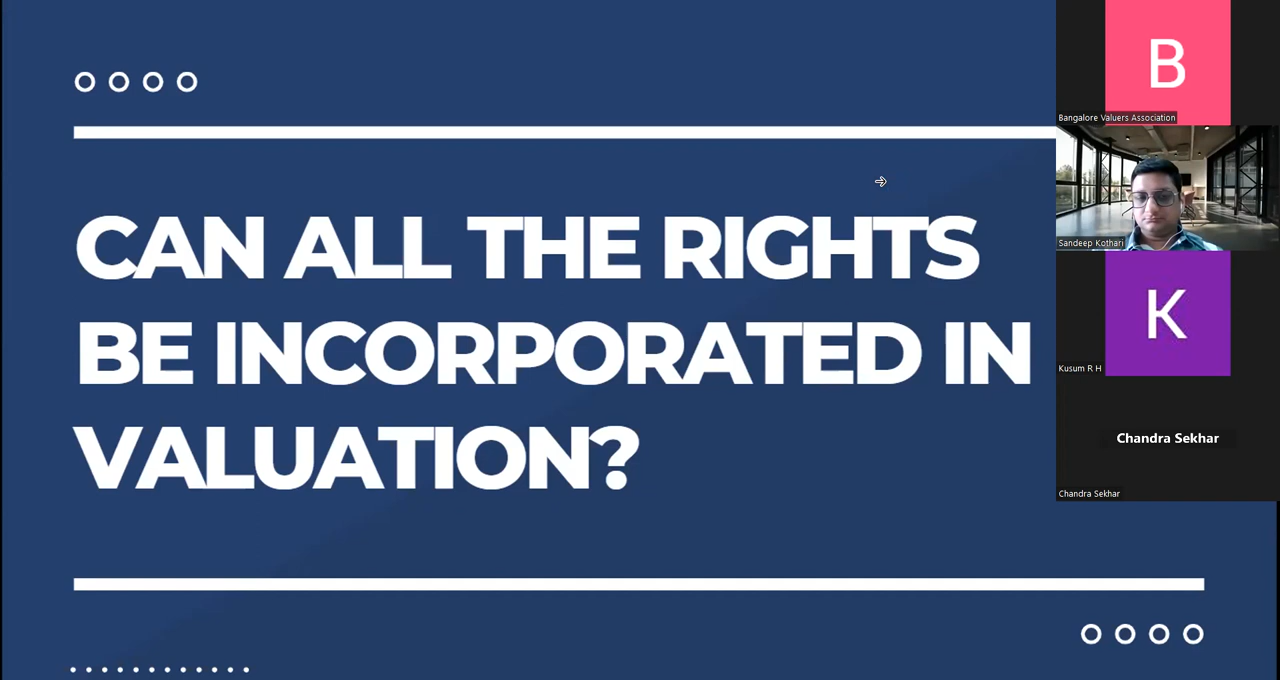 CAN ALL THE RIGHTS
BE INCORPORATED IN
VALUATION?
B
Bangalore Valuers Association
Sandeep Kothari
K
Kusum R H
Chandra Sekhar
Chandra Sekhar